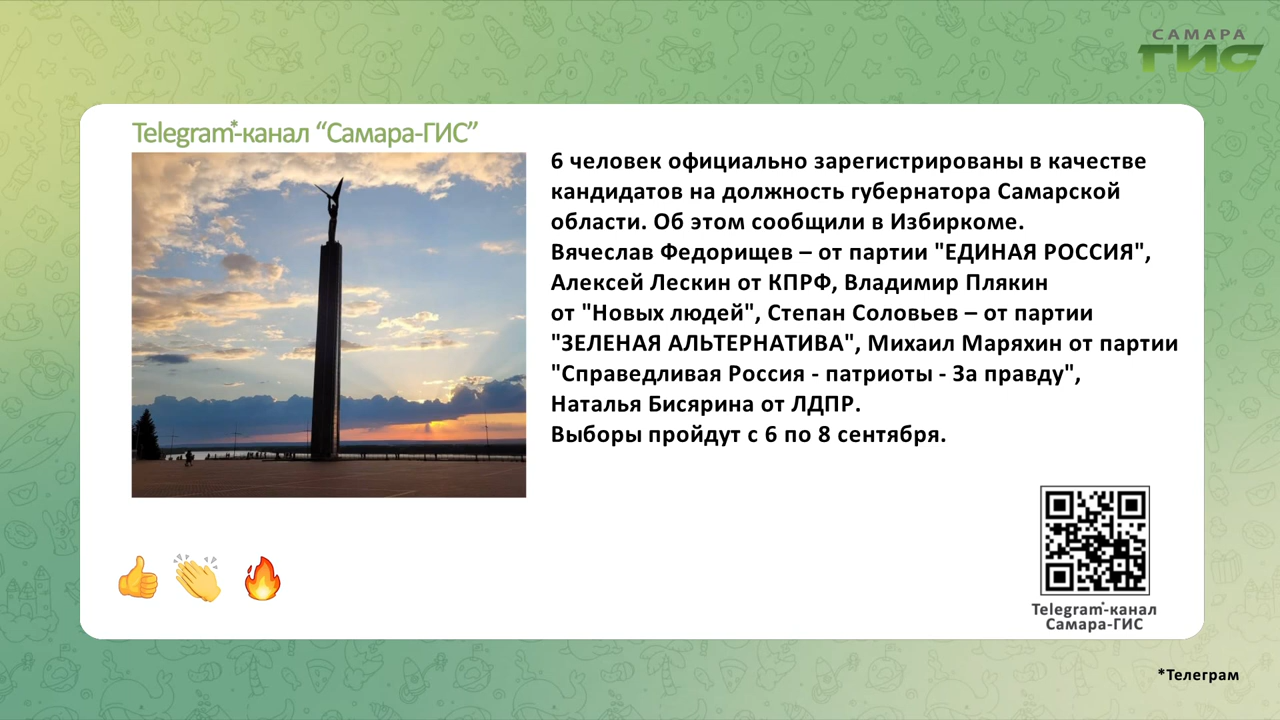 САМАРА
ГИС
Telegram*-канал “Самара-ГИС”
6 человек официально зарегистрированы в качестве
кандидатов на должность губернатора Самарской
области. Об этом сообщили в Избиркоме.
Вячеслав Федорищев – от партии "ЕДИНАЯ РОССИЯ",
Алексей Лескин от КПРФ, Владимир Плякин
от "Новых людей", Степан Соловьев – от партии
"ЗЕЛЕНАЯ АЛЬТЕРНАТИВА", Михаил Маряхин от партии
"Справедливая Россия - патриоты - За правду",
Наталья Бисярина от ЛДПР.
Выборы пройдут с 6 по 8 сентября.
Telegram*-канал
Самара-ГИС
*Телеграм